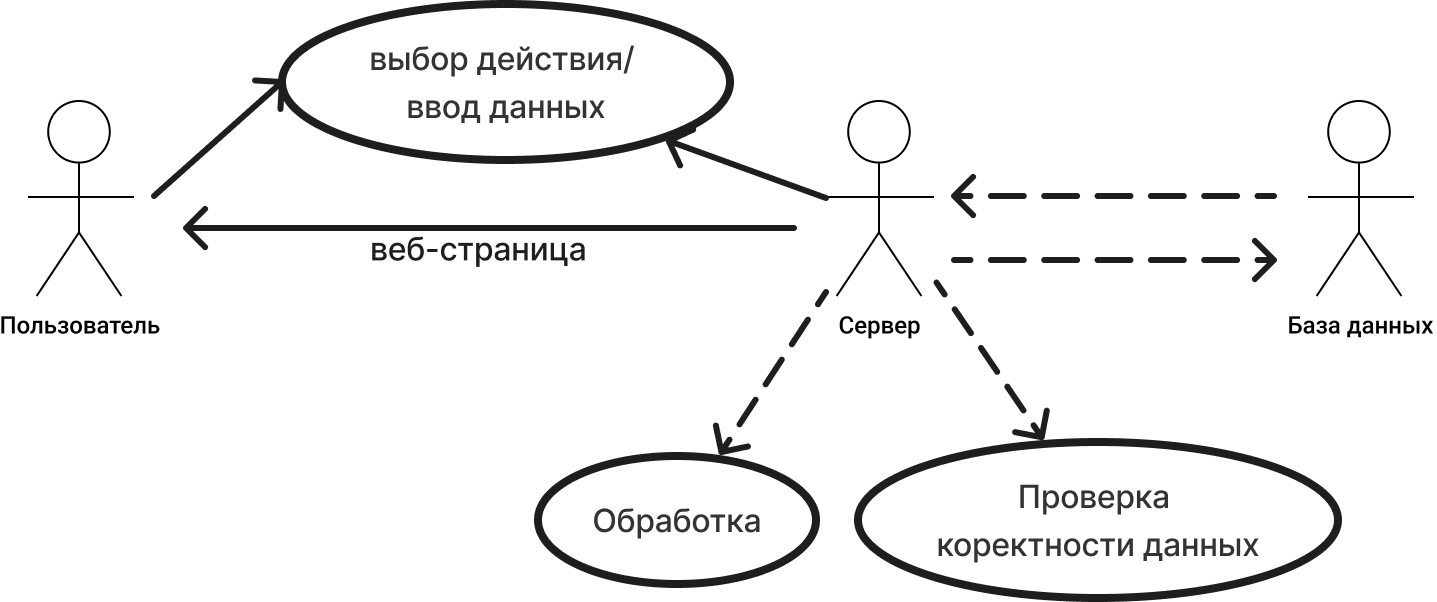 выбор действия/
ввод данных
веб-страница
Пользователь
Сервер
База данных
Обработка
Проверка
коректности данных